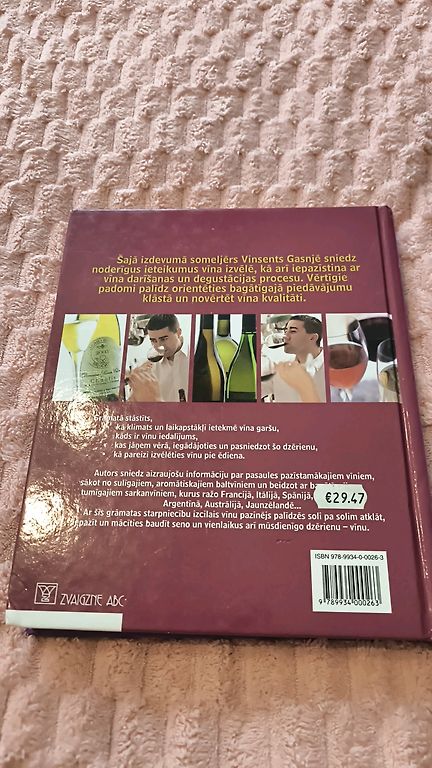 Šajā izdevumā someljērs Vinsents Gasnjē sniedz
noderīgus ieteikumus vīna izvēlē, kā arī iepazīstina ar
vīna darīšanas un degustācijas procesu. Vērtīgie
padomi palīdz orientēties bagātīgajā piedāvājumu
klāstā un novērtēt vīna kvalitāti.
Grāmatā stāstīts,
kā klimats un laikapstākļi ietekmē vīna garšu,
kāds ir vīnu iedalījums,
kas jāņem vērā, iegādājoties un pasniedzot šo dzērienu,
kā pareizi izvēlēties vīnu pie ēdiena.
Autors sniedz aizraujošu informāciju par pasaules pazīstamākajiem vīniem,
sākot no sulīgajiem, aromātiskajiem baltvīniem un beidzot ar
tumīgajiem sarkanvīniem, kurus ražo Francijā, Itālijā, Spānijā,
€29.47
Argentīnā, Austrālijā, Jaunzēlandē...
Ar šīs grāmatas starpniecību izcilais vīnu pazinējs palīdzēs soli pa solim atklāt,
iepazīt un mācīties baudīt seno un vienlaikus arī mūsdienīgo dzērienu – vīnu.
ISBN 978-9934-0-0026-3
9 789934 000263
ZVAIGZNE ABC